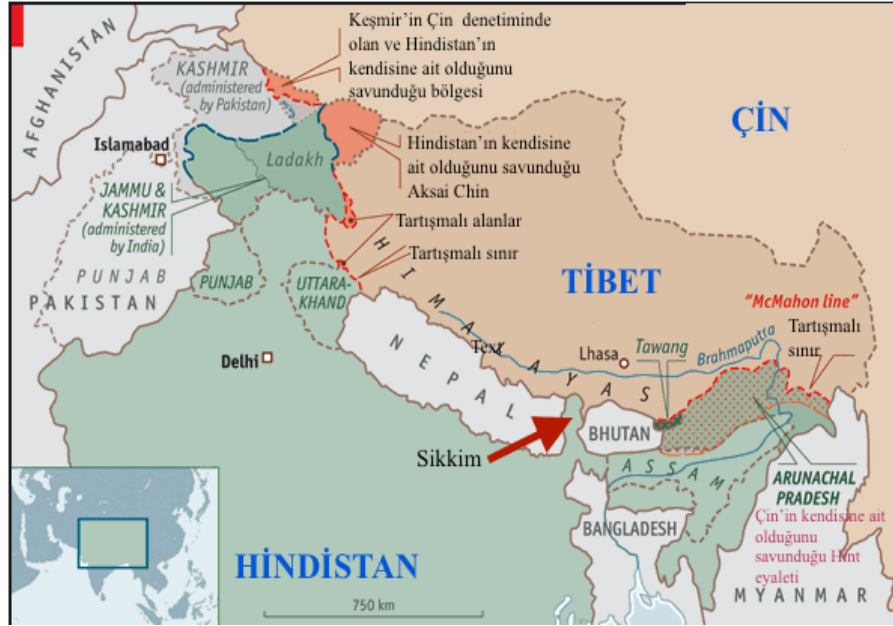 AFGHANISTAN
KASHMIR
(administered
by Pakistan)
Keşmir'in Çin denetiminde
olan ve Hindistan'ın
kendisine ait olduğunu
savunduğu bölgesi
ÇİN
Islamabad
Ladakh
Hindistan'ın kendisine
ait olduğunu savunduğu
Aksai Chin
JAMMU &
KASHMIR
(administered
by India)
Tartışmalı alanlar
Tartışmalı sınır
PUNJAB
PAKISTAN
PUNJAB
UTTARA-
KHAND
TİBET
"McMahon line"
Tartışmalı
sınır
HIMALAYAS
Text
Lhasa
Tawang
Brahmaputra
Delhi
NEPAL
BHUTAN
Sikkim
ASSAM
ARUNACHAL
PRADESH
Çin'in kendisine ait
olduğunu
savunduğu Hint
eyaleti
BANGLADESH
HİNDİSTAN
MYANMAR
750 km